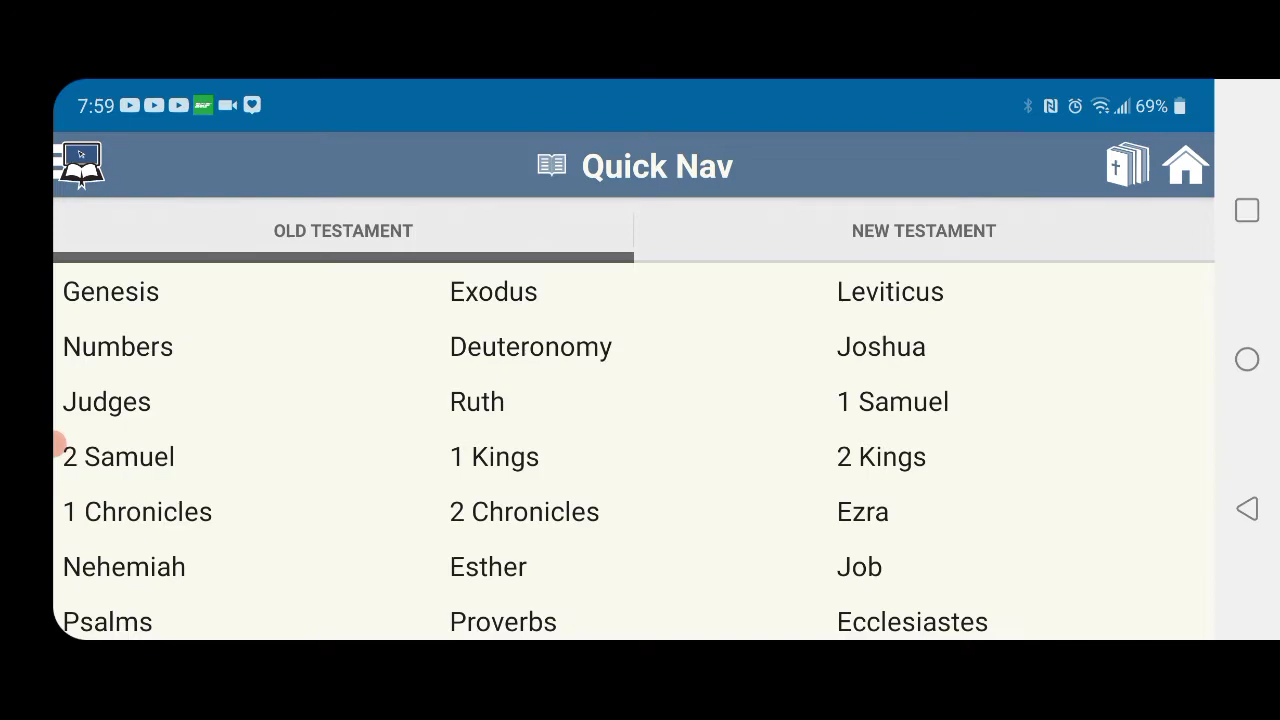 7:59 69%
Quick Nav
OLD TESTAMENT NEW TESTAMENT
Genesis Exodus Leviticus
Numbers Deuteronomy Joshua
Judges Ruth 1 Samuel
2 Samuel 1 Kings 2 Kings
1 Chronicles 2 Chronicles Ezra
Nehemiah Esther Job
Psalms Proverbs Ecclesiastes